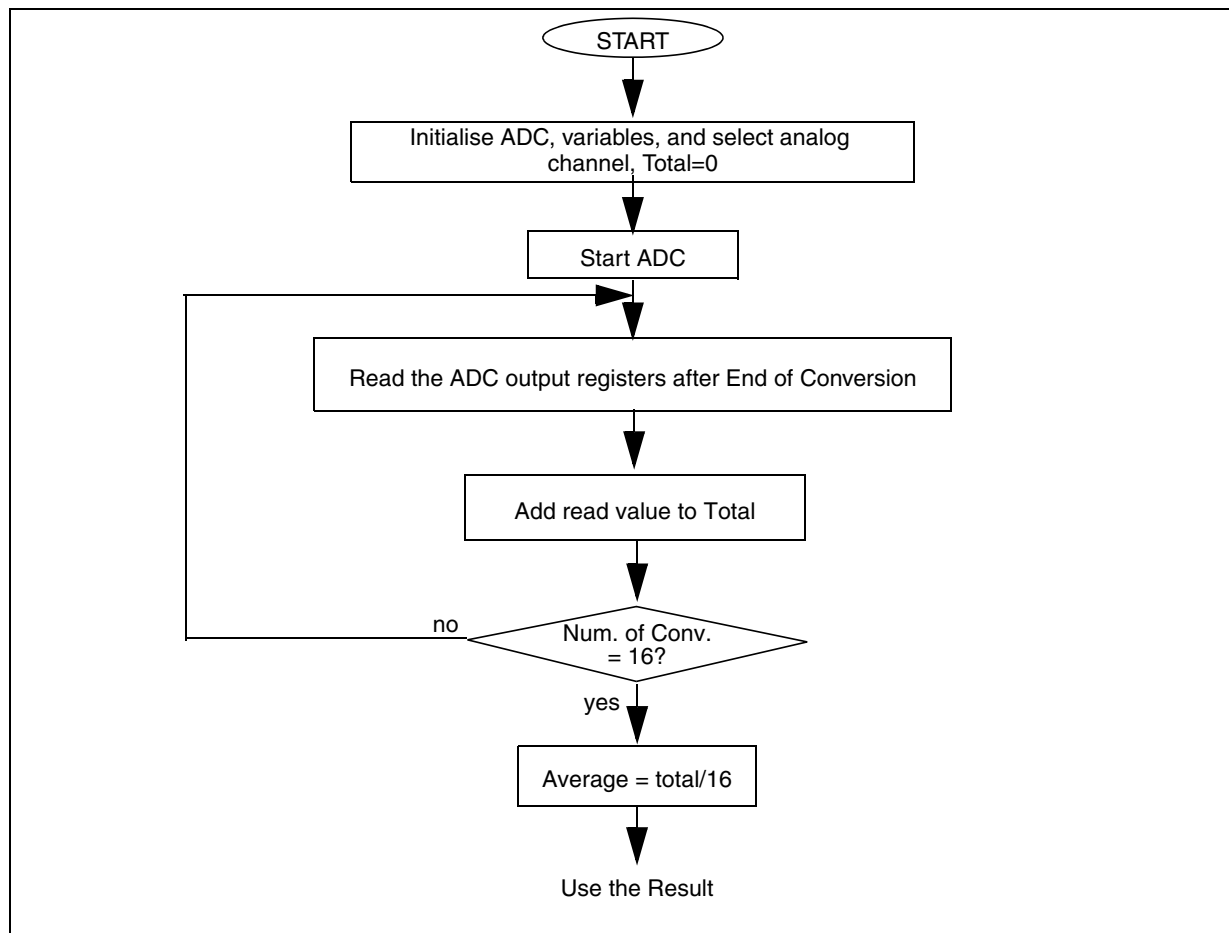 START
Initialise ADC, variables, and select analog
channel, Total=0
Start ADC
Read the ADC output registers after End of Conversion
Add read value to Total
no
Num. of Conv.
= 16?
yes
Average = total/16
Use the Result